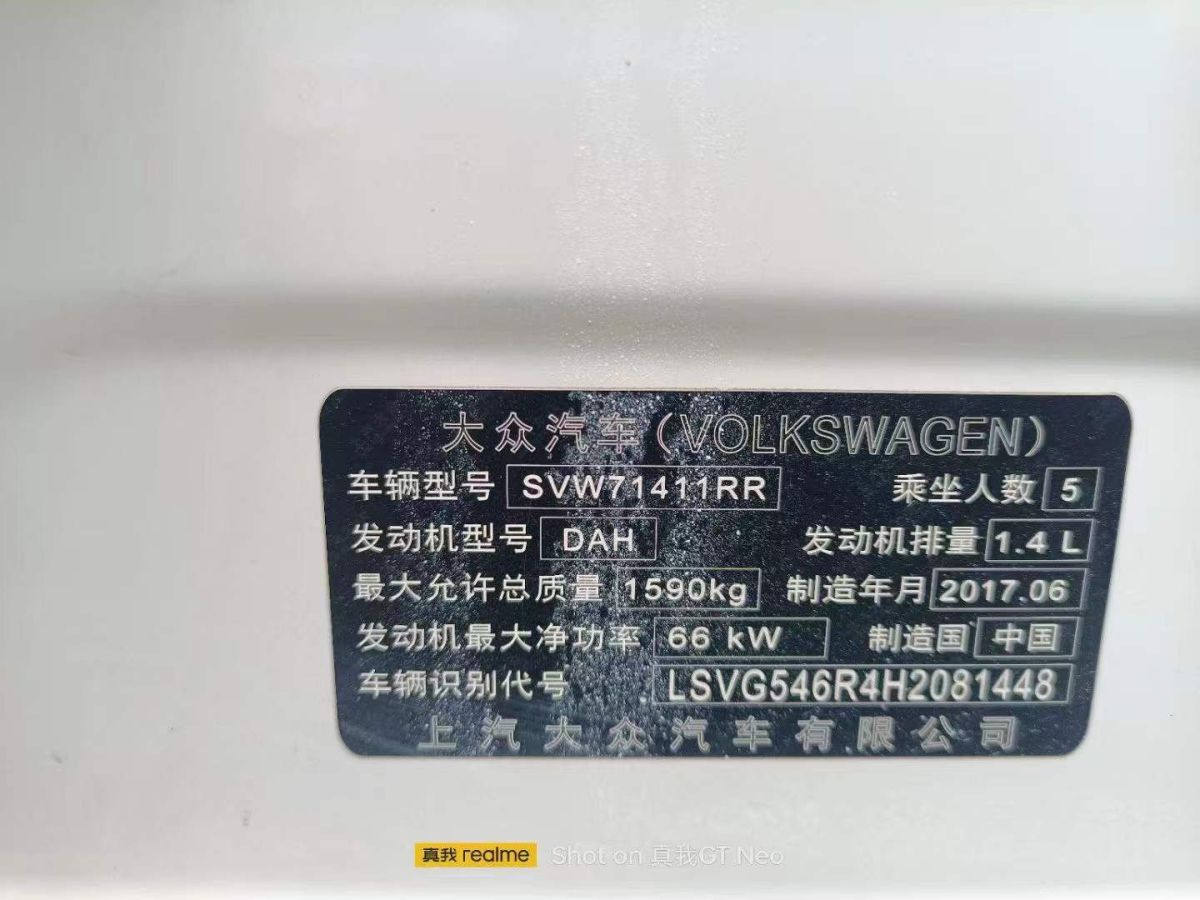 大众汽车(VOLKSWAGEN)
车辆型号 SVW71411RR 乘坐人数 5
发动机型号 DAH 发动机排量 1.4 L
最大允许总质量 1590kg 制造年月 2017.06
发动机最大净功率 66 kW 制造国 中国
车辆识别代号 LSVG546R4H2081448
上汽大众汽车有限公司
真我 realme Shot on 真我GT Neo